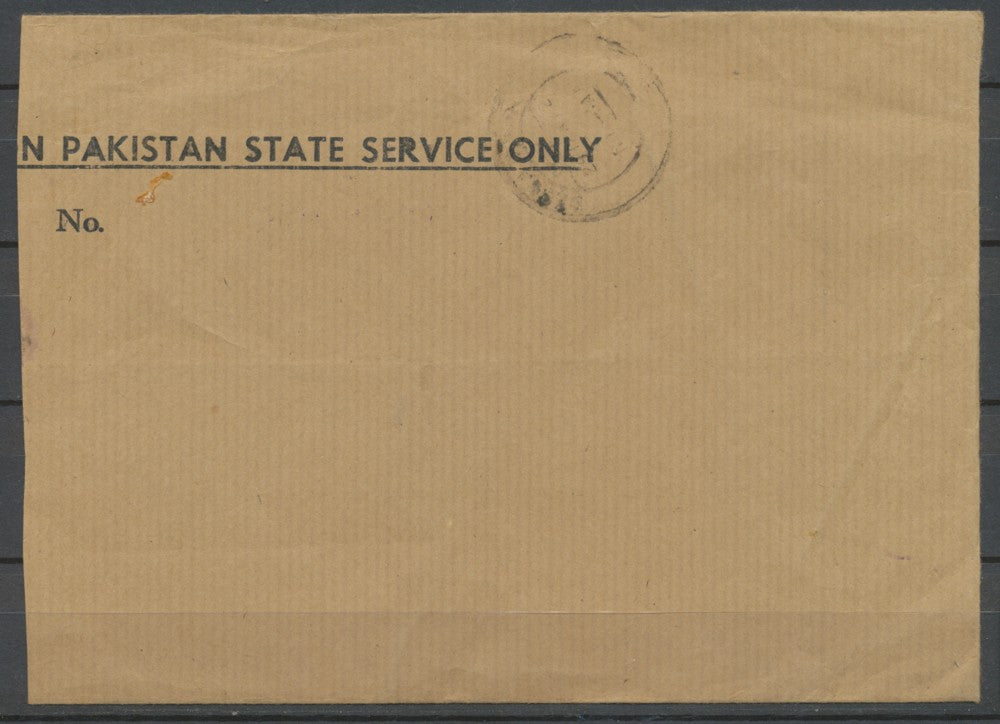 N PAKISTAN STATE SERVICE ONLY
No.